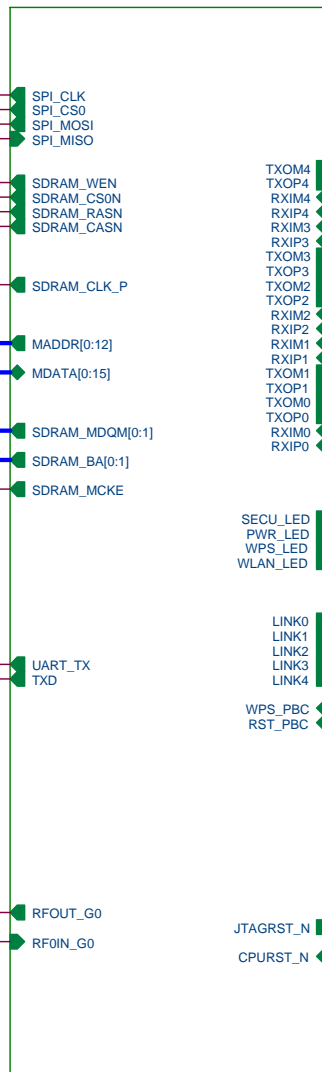 SPI_CLK
SPI_CS0
SPI_MOSI
SPI_MISO
SDRAM_WEN
SDRAM_CS0N
SDRAM_RASN
SDRAM_CASN
SDRAM_CLK_P
MADDR[0:12]
MDATA[0:15]
SDRAM_MDQM[0:1]
SDRAM_BA[0:1]
SDRAM_MCKE
UART_TX
TXD
RFOUT_G0
RF0IN_G0
TXOM4
TXOP4
RXIM4
RXIP4
RXIM3
RXIP3
TXOM3
TXOP3
TXOM2
TXOP2
RXIM2
RXIP2
RXIM1
RXIP1
TXOM1
TXOP1
TXOM0
TXOP0
RXIM0
RXIP0
SECU_LED
PWR_LED
WPS_LED
WLAN_LED
LINK0
LINK1
LINK2
LINK3
LINK4
WPS_PBC
RST_PBC
JTAGRST_N
CPURST_N